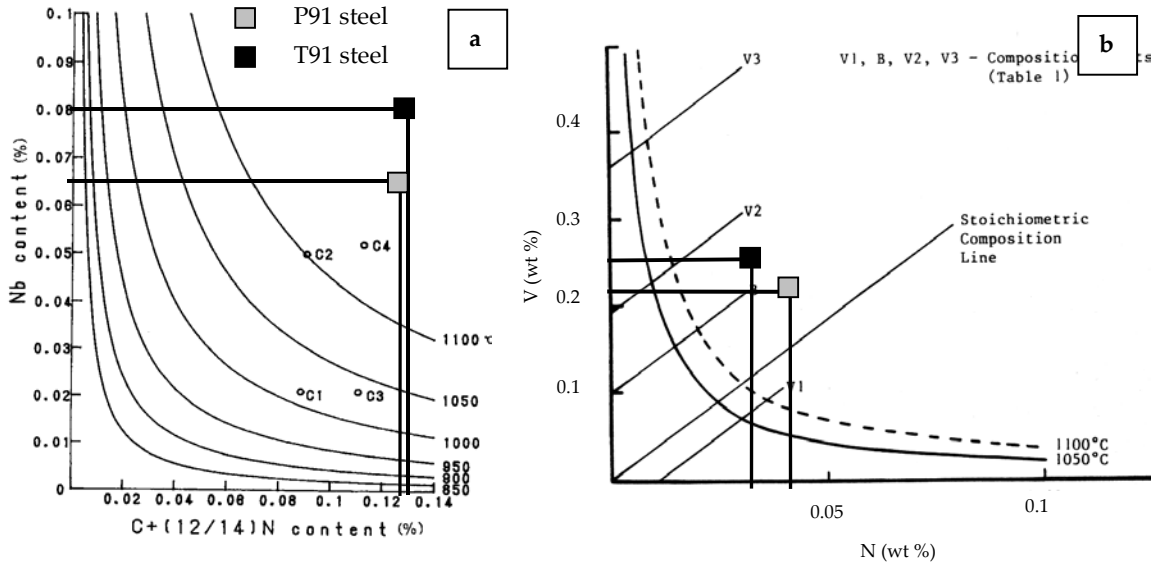 P91 steel
T91 steel
a
0.1
0.09
0.08
0.07
0.06
0.05
0.04
0.03
0.02
0.01
0
Nb content (%)
C2
C4
C1
C3
1100℃
1050
1000
950
900
850
0.02
0.04
0.06
0.08
0.10
0.12
0.14
C+(12/14)N content (%)
b
V1, B, V2, V3 - Composition
(Table 1)
V3
0.4
0.3
0.2
0.1
V (wt %)
V2
B
V1
Stoichiometric
Composition
Line
1100°C
1050°C
0.05
0.1
N (wt %)